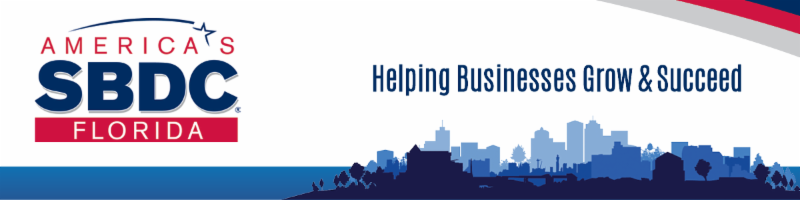 AMERICA'S
SBDC®
FLORIDA
Helping Businesses Grow & Succeed